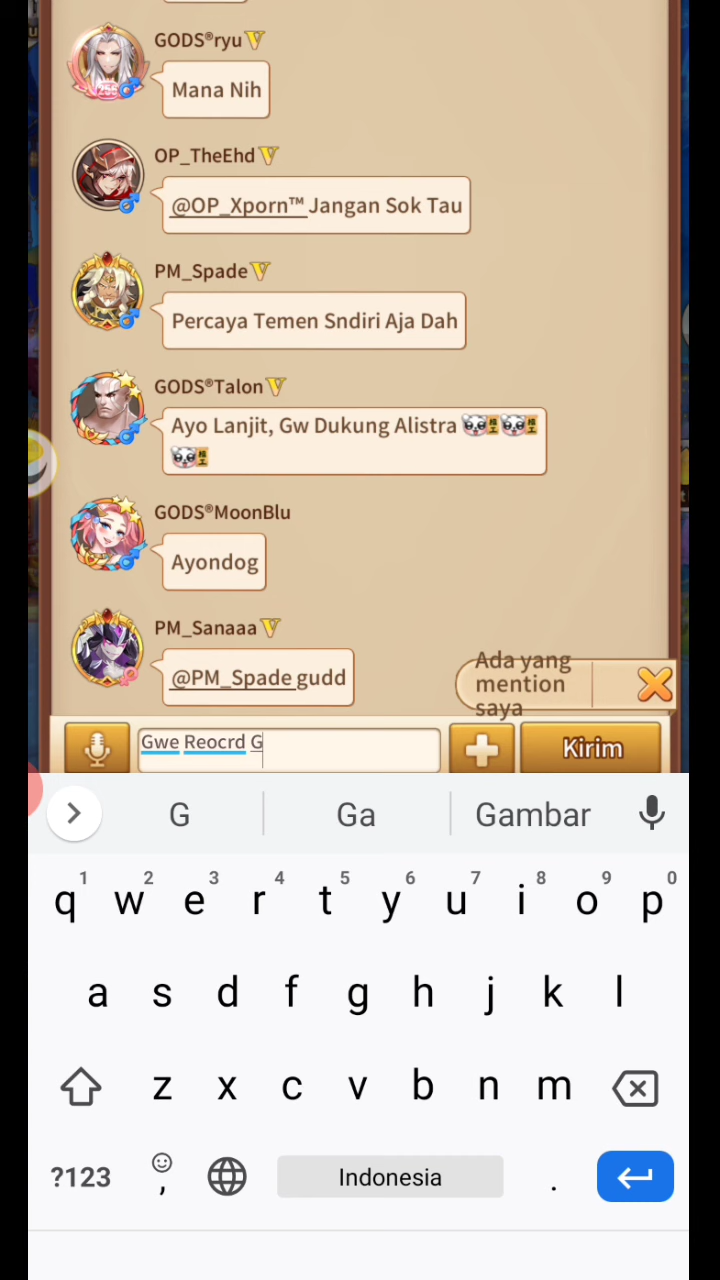 GODS®ryu
Mana Nih
OP_TheEhd
@OP_Xporn™ Jangan Sok Tau
PM_Spade
Percaya Temen Sndiri Aja Dah
GODS®Talon
Ayo Lanjit, Gw Dukung Alistra
GODS®MoonBlu
Ayondog
PM_Sanaaa
@PM_Spade gudd
Ada yang
mention
saya
Gwe Reocrd G
Kirim
G Ga Gambar
1 2 3 4 5 6 7 8 9 0
q w e r t y u i o p
a s d f g h j k l
z x c v b n m
?123 , Indonesia .